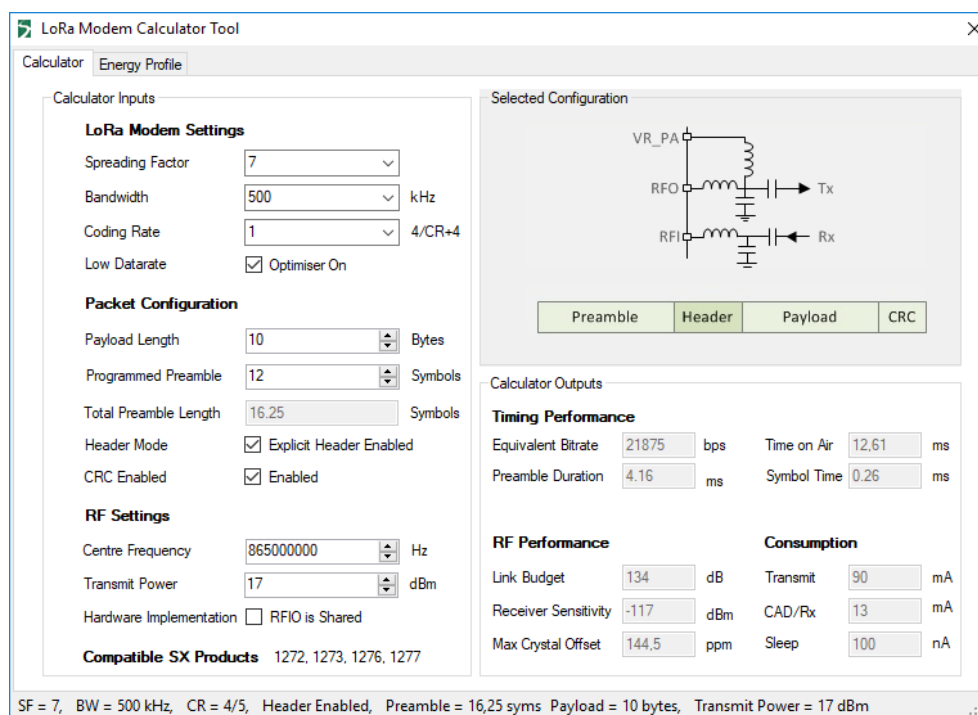 LoRa Modem Calculator Tool
Calculator Energy Profile
Calculator Inputs
LoRa Modem Settings
Spreading Factor 7
Bandwidth 500 kHz
Coding Rate 1 4/CR+4
Low Datarate Optimiser On
Packet Configuration
Payload Length 10 Bytes
Programmed Preamble 12 Symbols
Total Preamble Length 16.25 Symbols
Header Mode Explicit Header Enabled
CRC Enabled Enabled
RF Settings
Centre Frequency 865000000 Hz
Transmit Power 17 dBm
Hardware Implementation RFIO is Shared
Compatible SX Products 1272, 1273, 1276, 1277
Selected Configuration
VR_PA
RFO Tx
RFI Rx
Preamble Header Payload CRC
Calculator Outputs
Timing Performance
Equivalent Bitrate 21875 bps Time on Air 12,61 ms
Preamble Duration 4.16 ms Symbol Time 0.26 ms
RF Performance Consumption
Link Budget 134 dB Transmit 90 mA
Receiver Sensitivity -117 dBm CAD/Rx 13 mA
Max Crystal Offset 144,5 ppm Sleep 100 nA
SF = 7, BW = 500 kHz, CR = 4/5, Header Enabled, Preamble = 16,25 syms Payload = 10 bytes, Transmit Power = 17 dBm